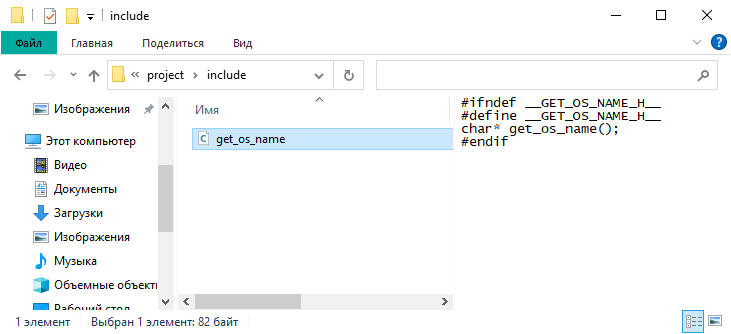 include
Файл
Главная
Поделиться
Вид
project
include
Изображения
Этот компьютер
Видео
Документы
Загрузки
Изображения
Музыка
Объемные объекты
Рабочий стол
Имя
get_os_name
#ifndef __GET_OS_NAME_H__
#define __GET_OS_NAME_H__
char* get_os_name();
#endif
1 элемент
Выбран 1 элемент: 82 байт